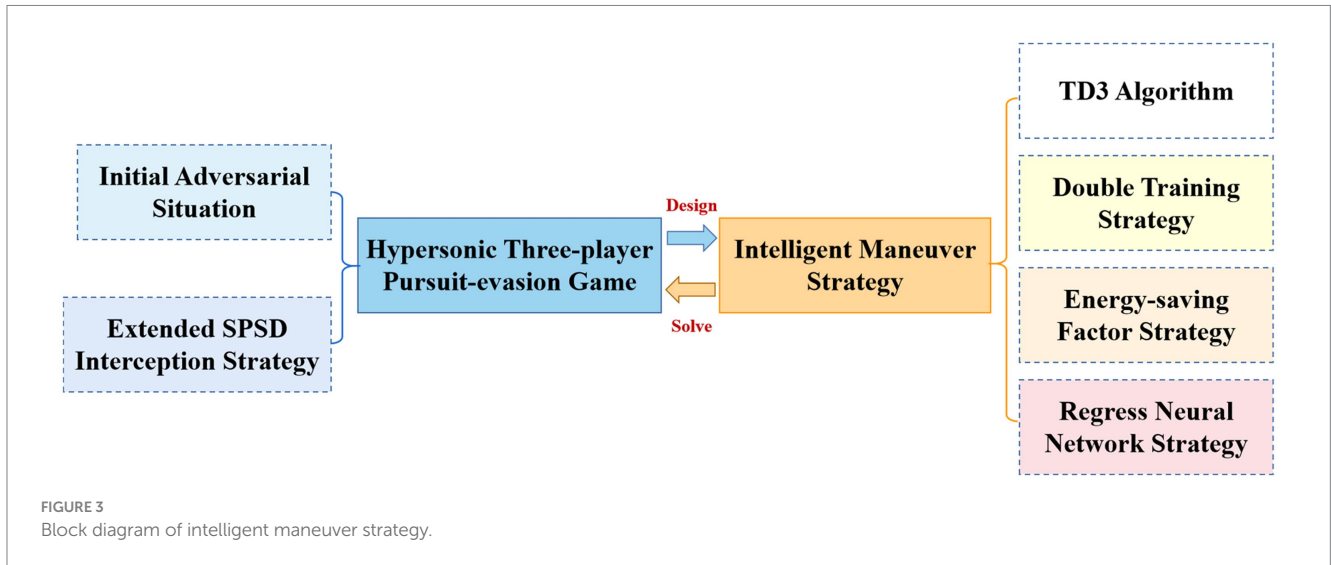 Initial Adversarial
Situation
Extended SPSD
Interception Strategy
Hypersonic Three-player
Pursuit-evasion Game
Design
Solve
Intelligent Maneuver
Strategy
TD3 Algorithm
Double Training
Strategy
Energy-saving
Factor Strategy
Regress Neural
Network Strategy
FIGURE 3
Block diagram of intelligent maneuver strategy.